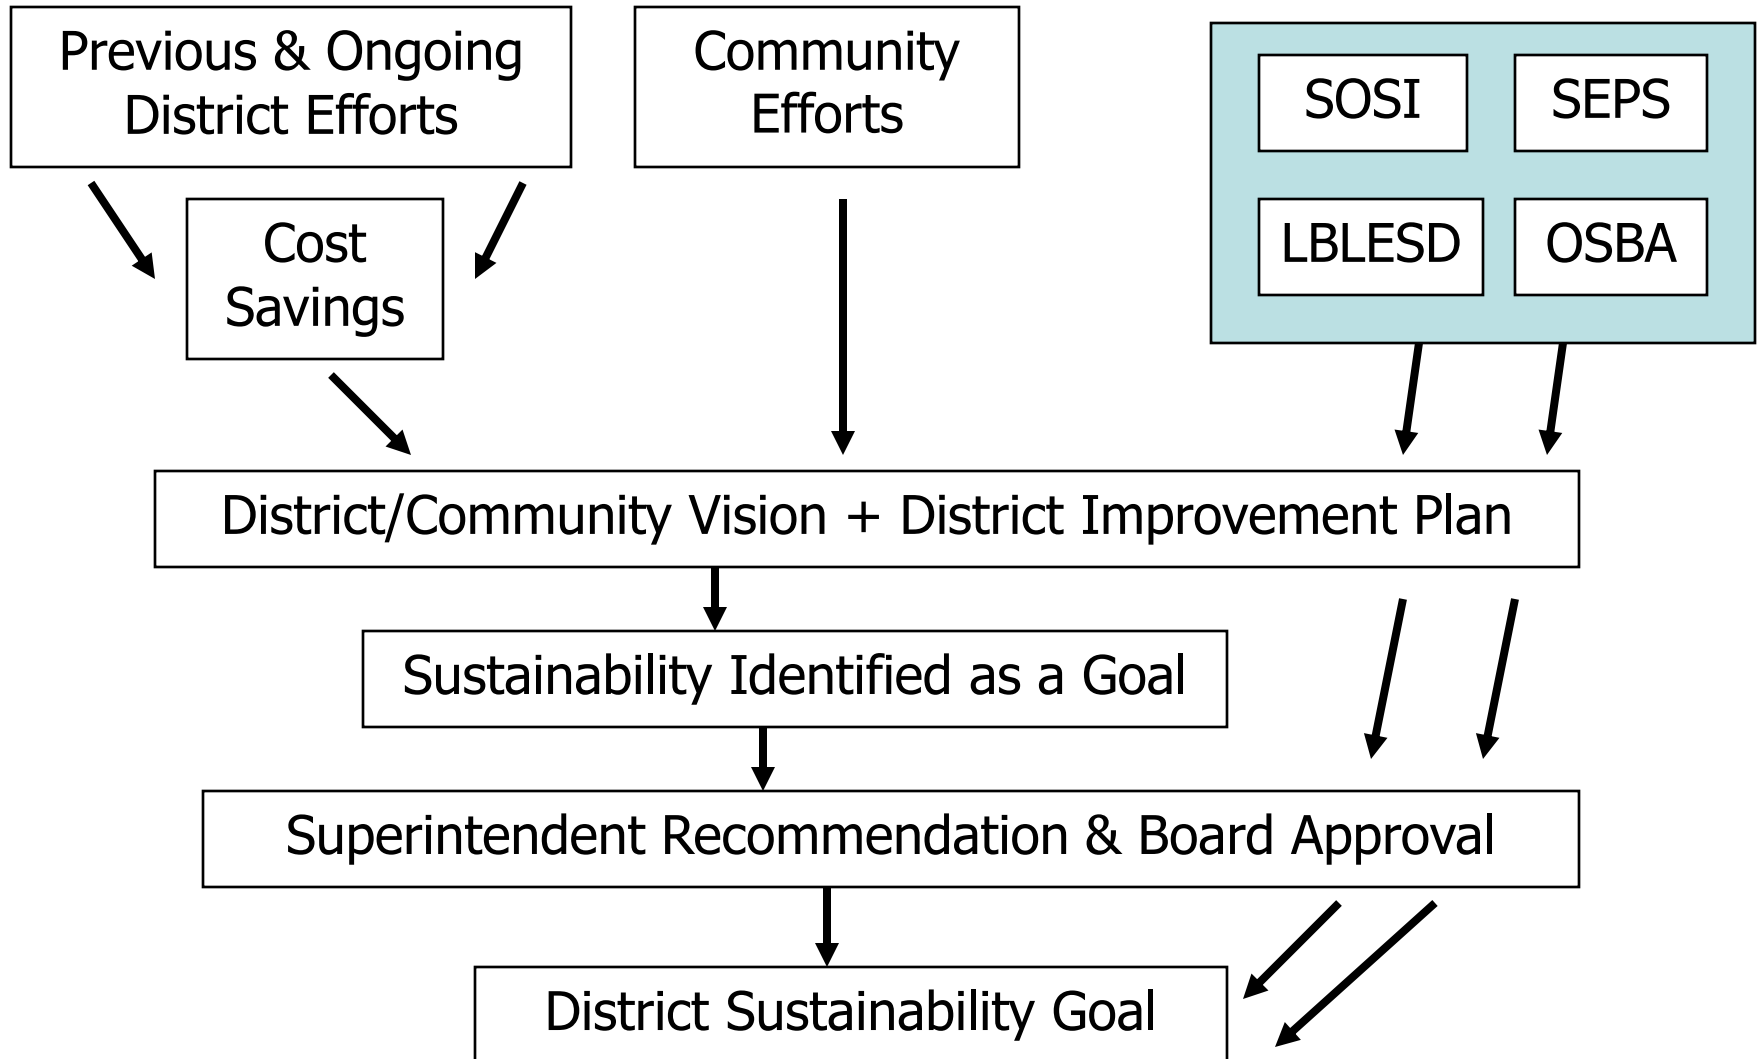 Previous & Ongoing
District Efforts
Community
Efforts
SOSI
SEPS
LBLESD
OSBA
Cost
Savings
District/Community Vision + District Improvement Plan
Sustainability Identified as a Goal
Superintendent Recommendation & Board Approval
District Sustainability Goal